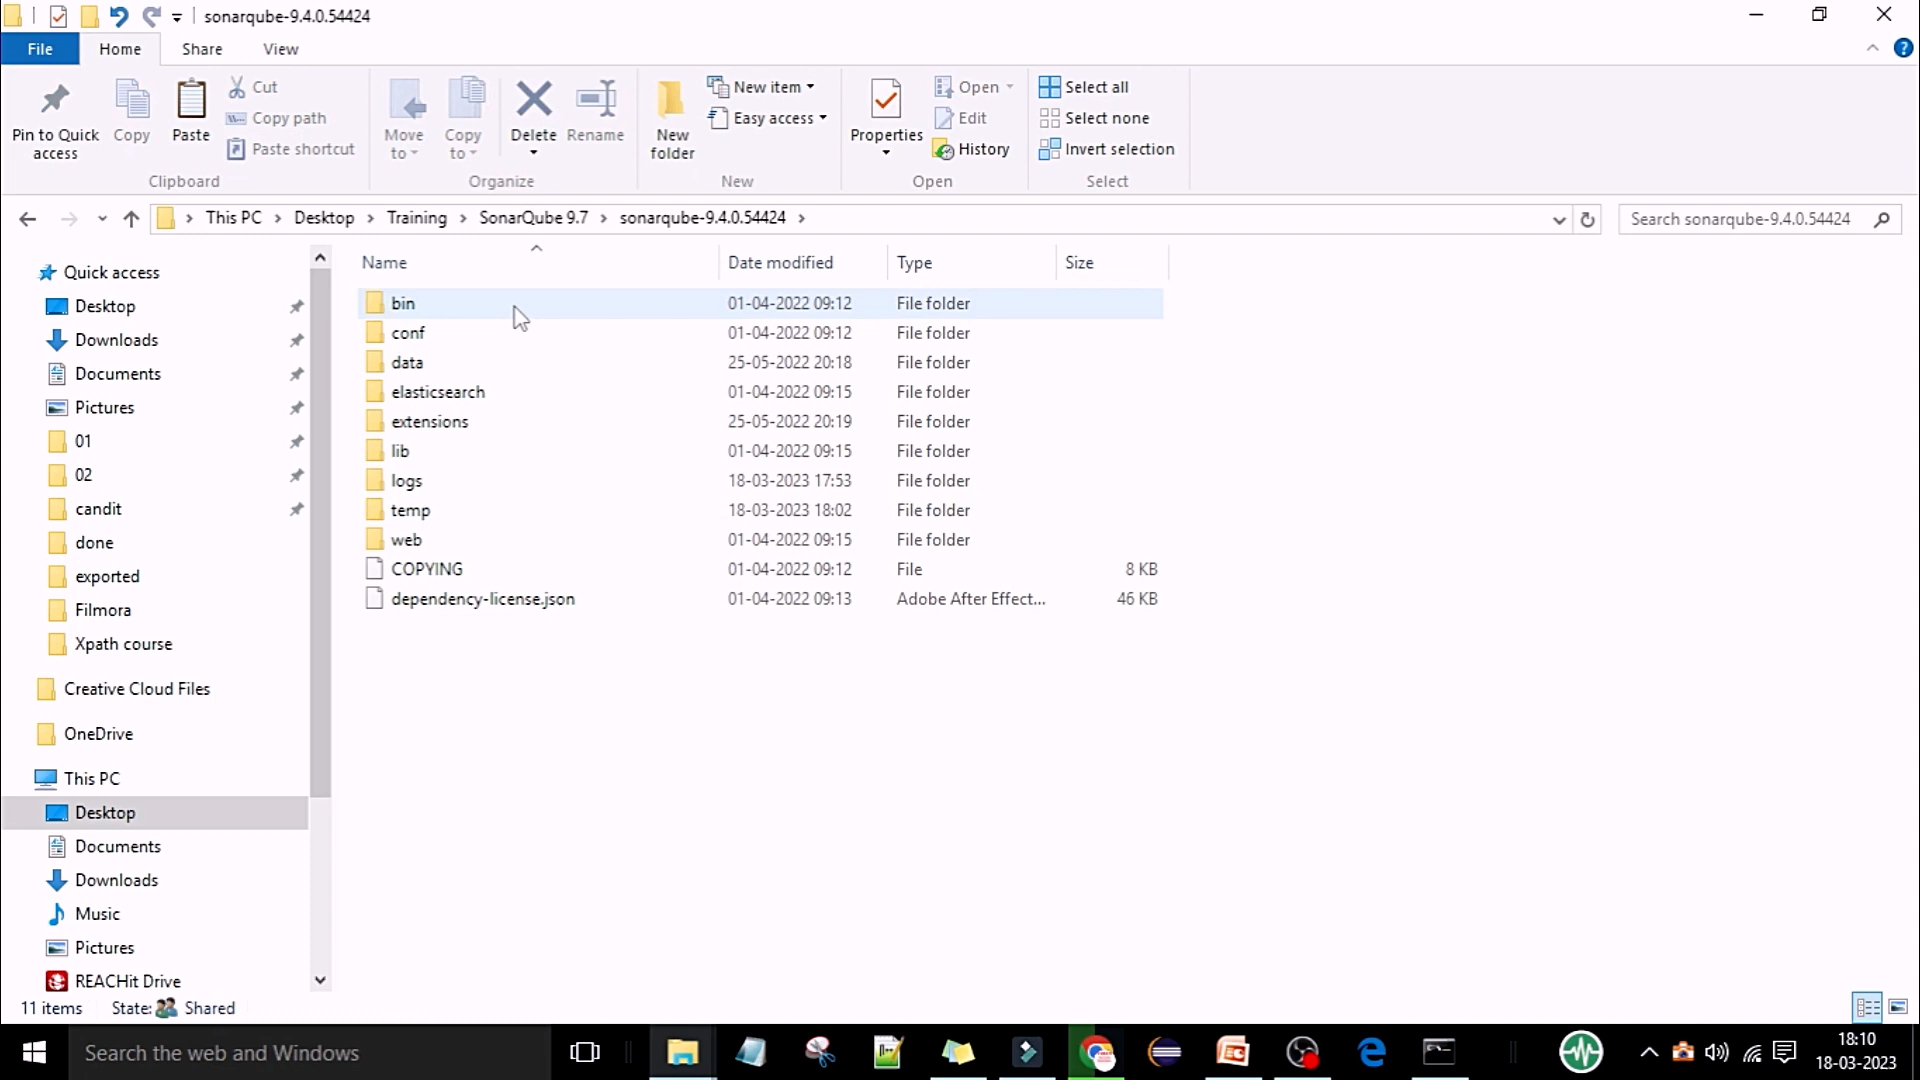 sonarqube-9.4.0.54424
File Home Share View
Pin to Quick access
Copy
Paste
Cut
Copy path
Paste shortcut
Clipboard
Move to
Copy to
Delete
Rename
Organize
New folder
New item
Easy access
New
Properties
Open
Edit
History
Open
Select all
Select none
Invert selection
Select
This PC > Desktop > Training > SonarQube 9.7 > sonarqube-9.4.0.54424 >
Search sonarqube-9.4.0.54424
Quick access
Desktop
Downloads
Documents
Pictures
01
02
candit
done
exported
Filmora
Xpath course
Creative Cloud Files
OneDrive
This PC
Desktop
Documents
Downloads
Music
Pictures
REACHit Drive
Name Date modified Type Size
bin 01-04-2022 09:12 File folder
conf 01-04-2022 09:12 File folder
data 25-05-2022 20:18 File folder
elasticsearch 01-04-2022 09:15 File folder
extensions 25-05-2022 20:19 File folder
lib 01-04-2022 09:15 File folder
logs 18-03-2023 17:53 File folder
temp 18-03-2023 18:02 File folder
web 01-04-2022 09:15 File folder
COPYING 01-04-2022 09:12 File 8 KB
dependency-license.json 01-04-2022 09:13 Adobe After Effect... 46 KB
11 items State: Shared
Search the web and Windows
18:10
18-03-2023